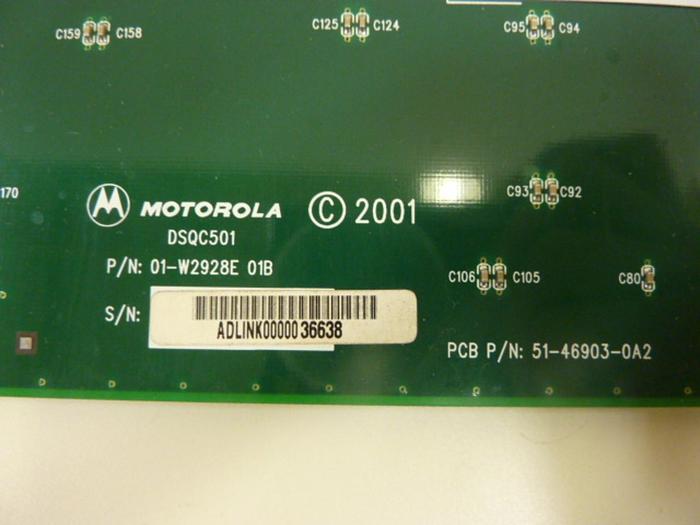 C159 C158
C125 C124
C95 C94
170
C93 C92
M MOTOROLA © 2001
DSQC501
P/N: 01-W2928E 01B
C106 C105
C80
S/N:
ADLINK0000036638
PCB P/N: 51-46903-0A2